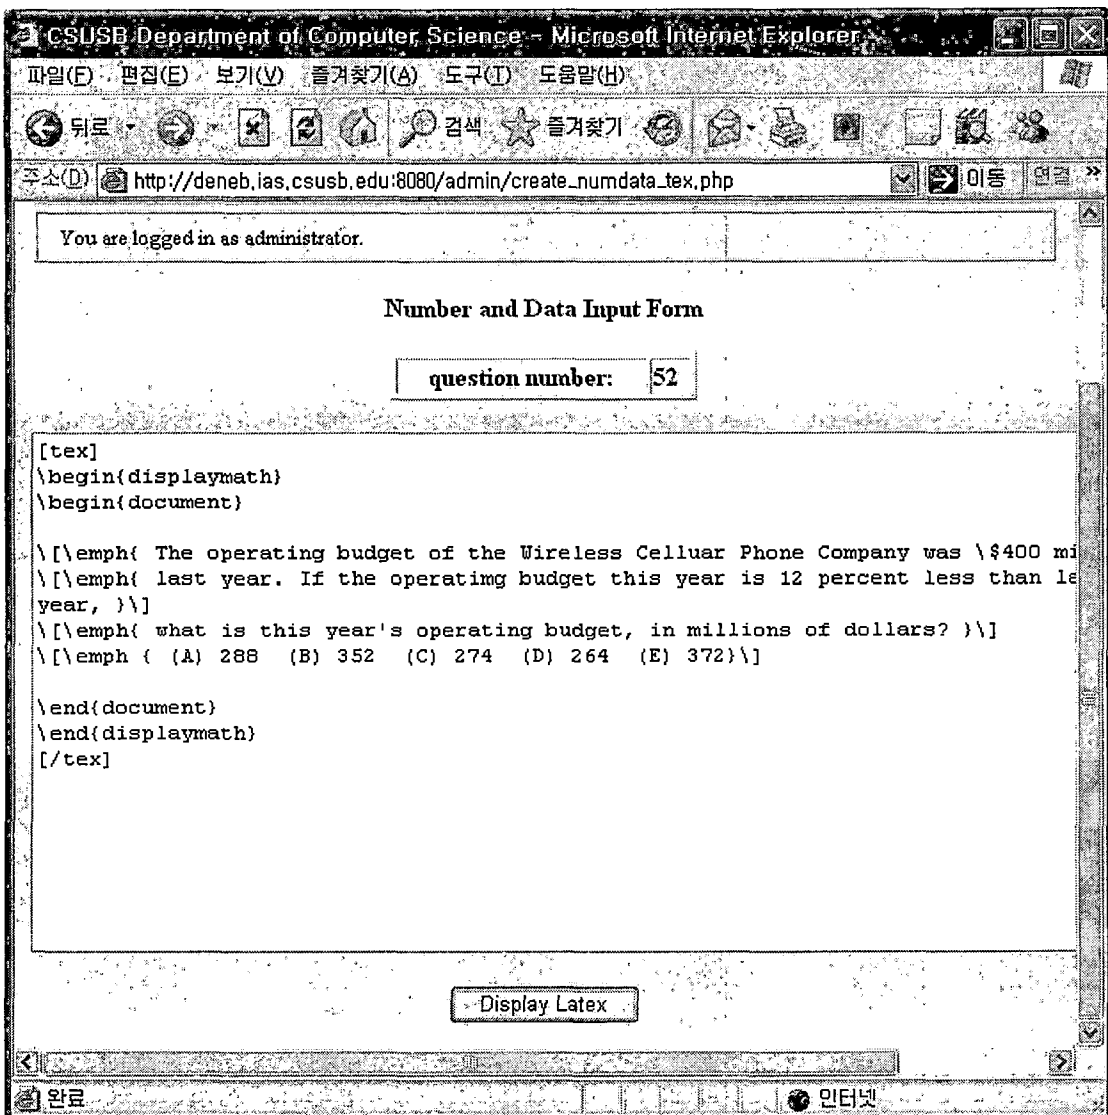 CSUSB Department of Computer Science - Microsoft Internet Explorer
파일(F) 편집(E) 보기(V) 즐겨찾기(A) 도구(T) 도움말(H)
뒤로 검색 즐겨찾기
주소(D) http://deneb.ias.csusb.edu:8080/admin/create_numdata_tex.php 이동 연결 »
You are logged in as administrator.
Number and Data Input Form
question number: 52
[tex]
\begin{displaymath}
\begin{document}
\[\emph{ The operating budget of the Wireless Celluar Phone Company was \$400 mi
\[\emph{ last year. If the operatimg budget this year is 12 percent less than la
year, }\]
\[\emph{ what is this year's operating budget, in millions of dollars? }\]
\[\emph { (A) 288 (B) 352 (C) 274 (D) 264 (E) 372}\]
\end{document}
\end{displaymath}
[/tex]
Display Latex
완료 인터넷